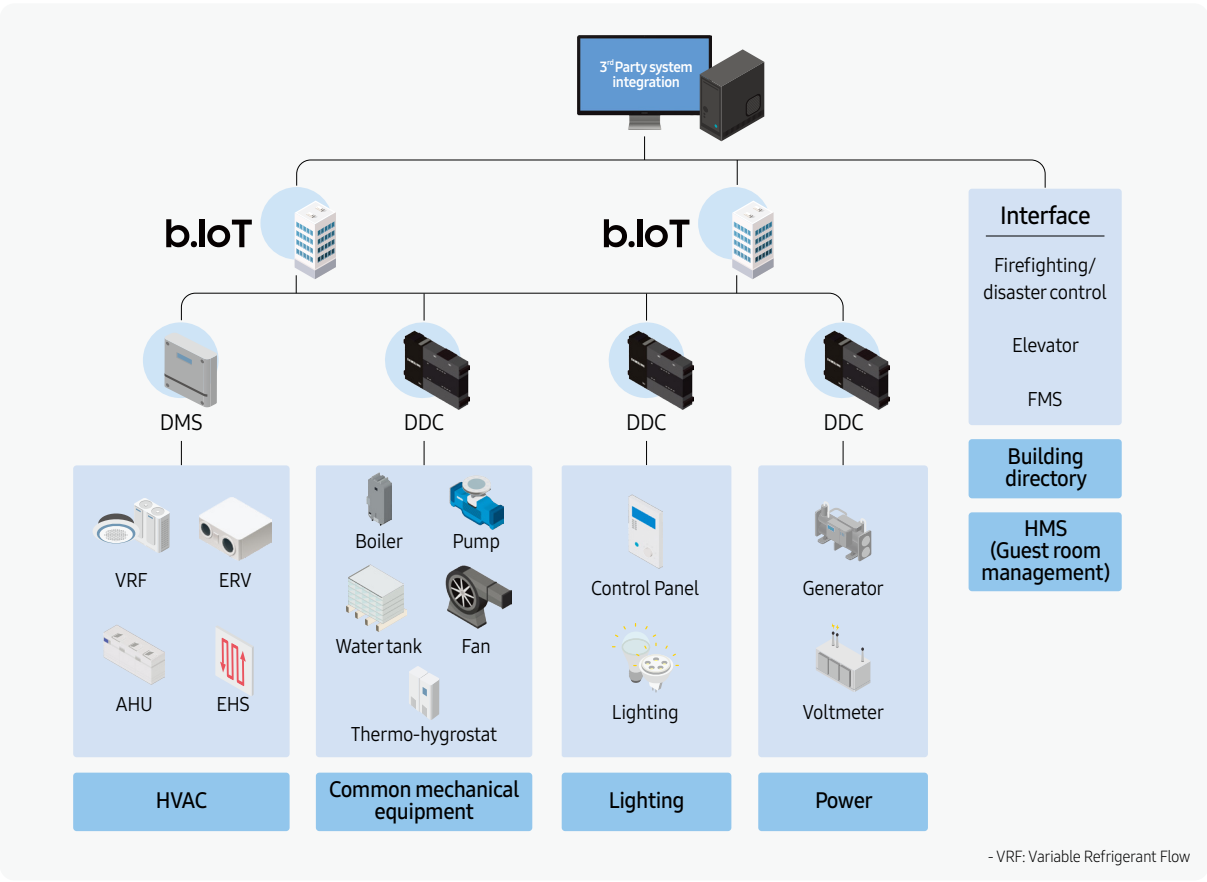 3rd Party system
integration
b.IoT
b.IoT
Interface
Firefighting/
disaster control
Elevator
FMS
DMS
DDC
DDC
DDC
Building
directory
HMS
(Guest room
management)
Boiler
Pump
VRF
ERV
Control Panel
Generator
Water tank
Fan
AHU
EHS
Lighting
Voltmeter
Thermo-hygrostat
HVAC
Common mechanical
equipment
Lighting
Power
- VRF: Variable Refrigerant Flow